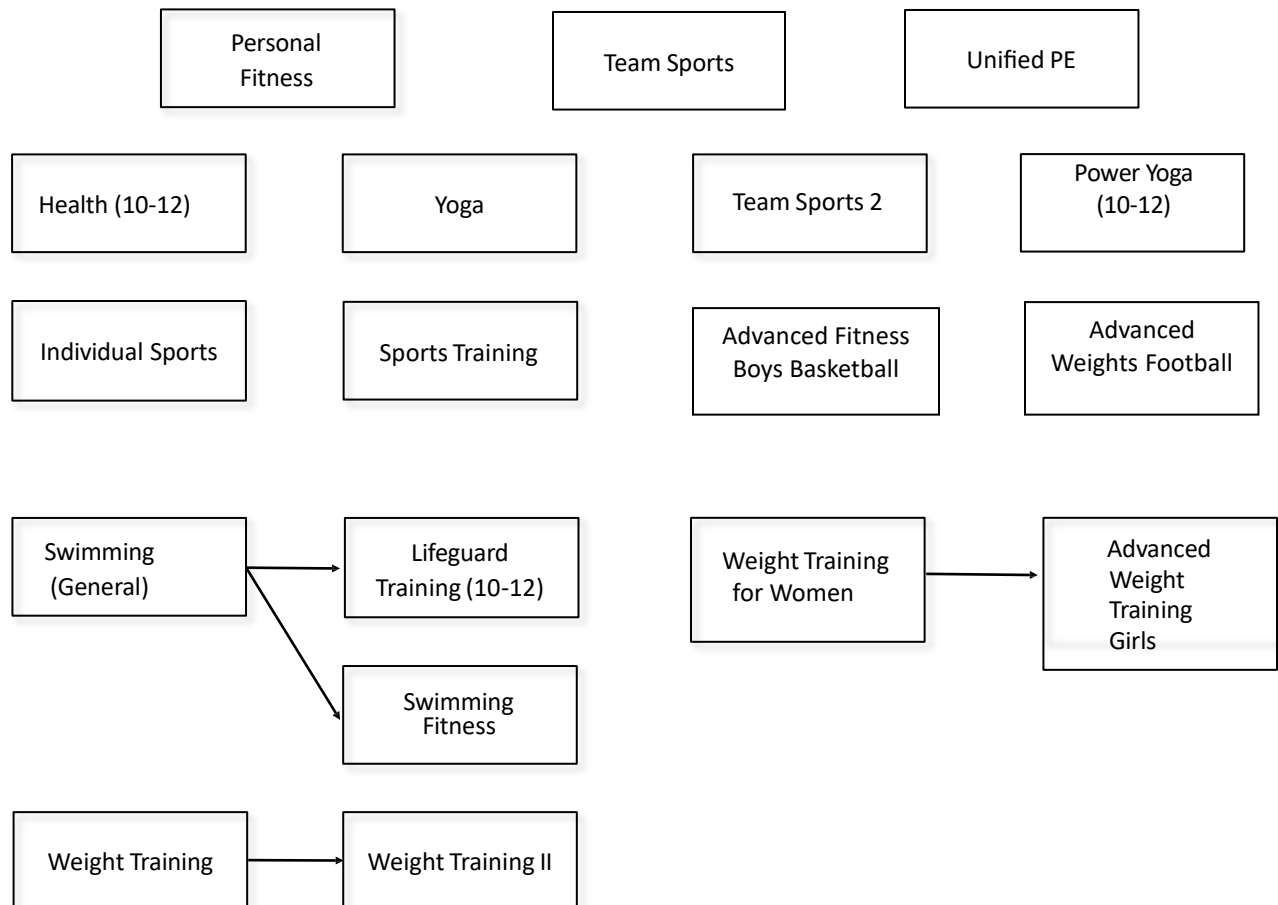 Personal
Fitness
Team Sports
Unified PE
Health (10-12)
Yoga
Team Sports 2
Power Yoga
(10-12)
Individual Sports
Sports Training
Advanced Fitness
Boys Basketball
Advanced
Weights Football
Swimming
(General)
Lifeguard
Training (10-12)
Weight Training
for Women
Advanced
Weight
Training
Girls
Swimming
Fitness
Weight Training
Weight Training II